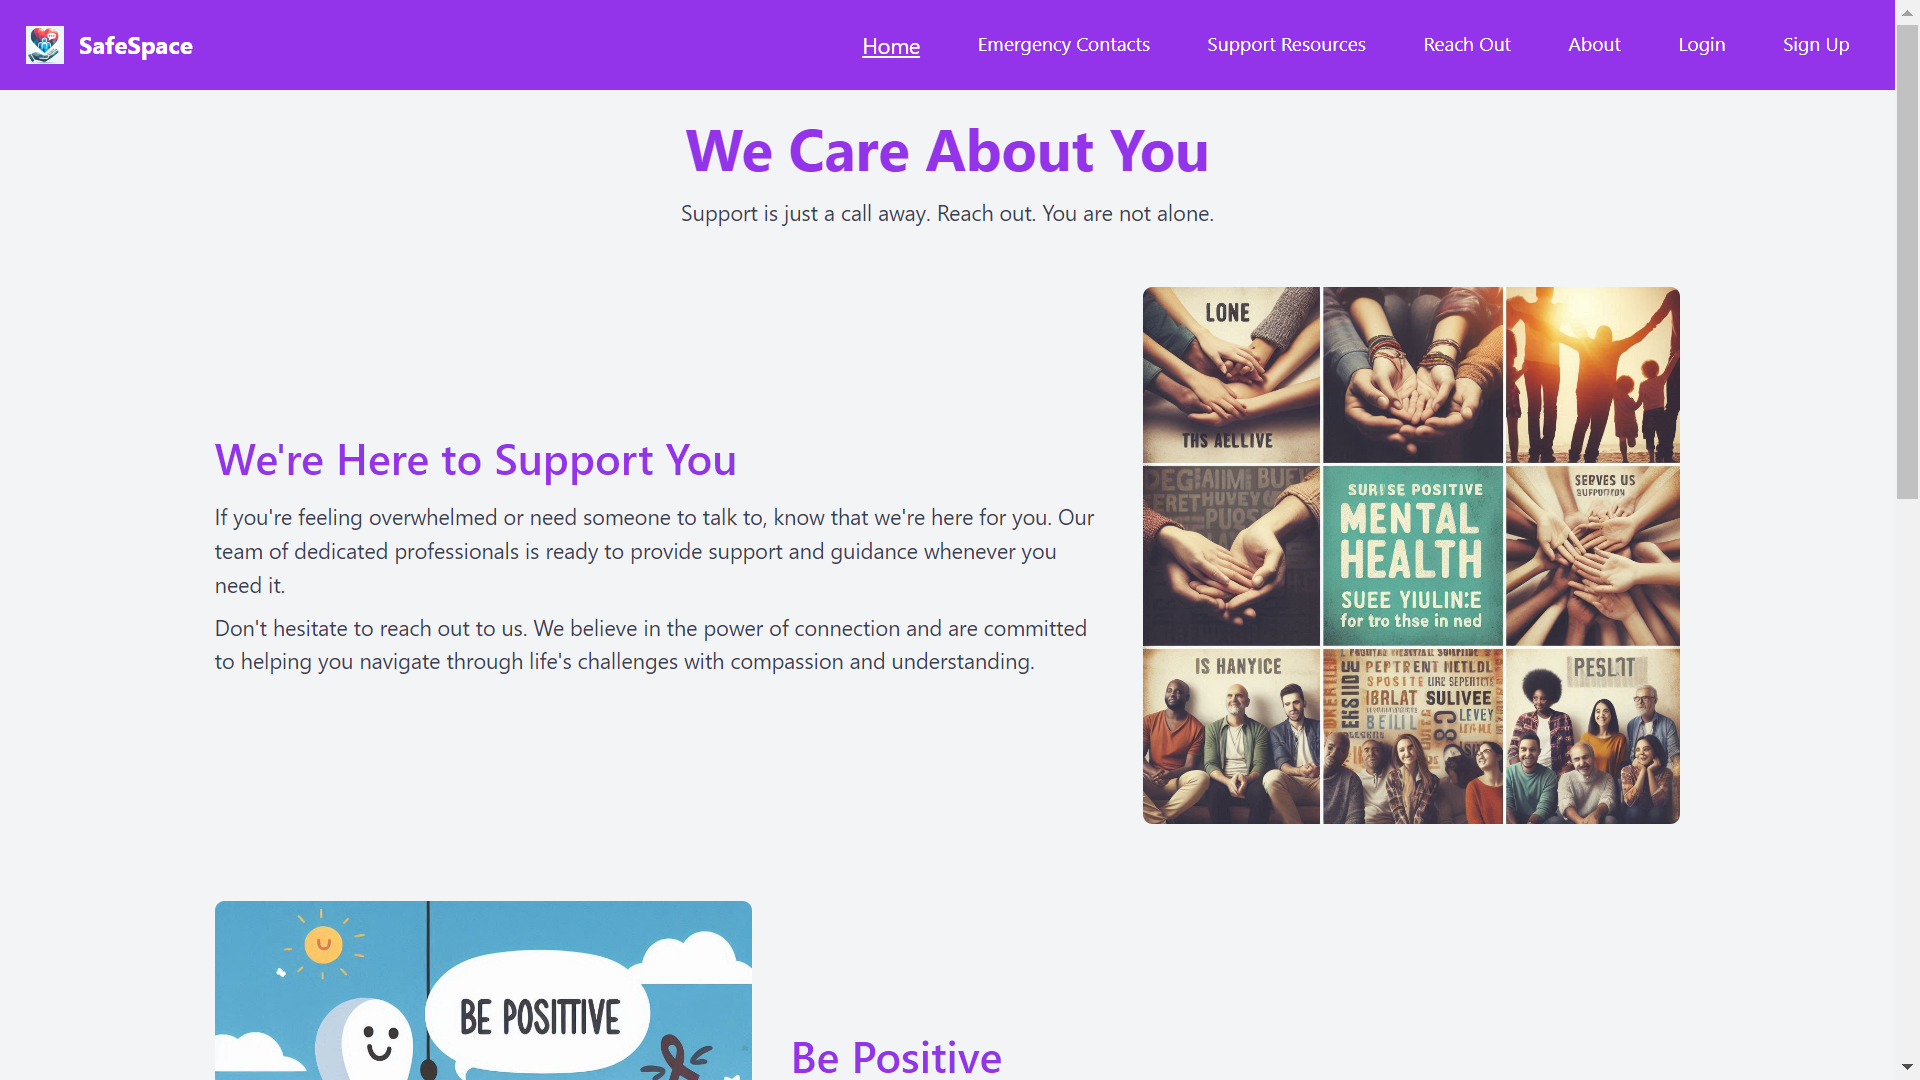 SafeSpace
Home
Emergency Contacts
Support Resources
Reach Out
About
Login
Sign Up
We Care About You
Support is just a call away. Reach out. You are not alone.
We're Here to Support You
If you're feeling overwhelmed or need someone to talk to, know that we're here for you. Our
team of dedicated professionals is ready to provide support and guidance whenever you
need it.
Don't hesitate to reach out to us. We believe in the power of connection and are committed
to helping you navigate through life's challenges with compassion and understanding.
LONE
THS AELLIVE
SURISE POSITIVE
MENTAL
HEALTH
SUEE YIULIN:E
for tro thse in ned
SERVES US
IS HANYICE
PEPTRENT
SPOSITE
SULIVEE
LEVEY
BE POSITTIVE
Be Positive